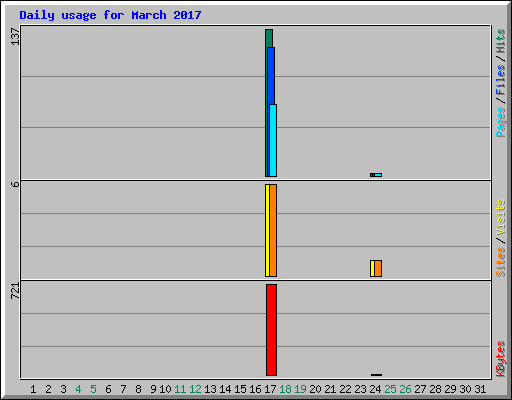 Daily usage for March 2017
137
Pages / Files / Hits
6
Sites / Visits
721
KBytes
1 2 3 4 5 6 7 8 9 10 11 12 13 14 15 16 17 18 19 20 21 22 23 24 25 26 27 28 29 30 31